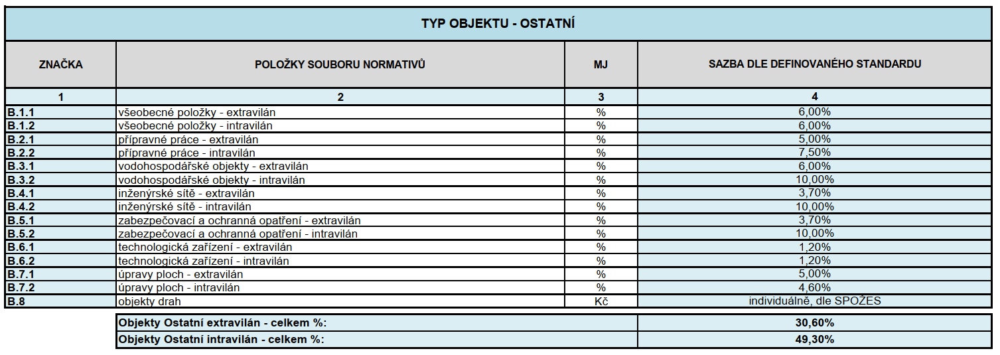 TYP OBJEKTU - OSTATNÍ
ZNAČKA POLOŽKY SOUBORU NORMATIVŮ MJ SAZBA DLE DEFINOVANÉHO STANDARDU
1 2 3 4
B.1.1 všeobecné položky - extravilán % 6,00%
B.1.2 všeobecné položky - intravilán % 6,00%
B.2.1 přípravné práce - extravilán % 5,00%
B.2.2 přípravné práce - intravilán % 7,50%
B.3.1 vodohospodářské objekty - extravilán % 6,00%
B.3.2 vodohospodářské objekty - intravilán % 10,00%
B.4.1 inženýrské sítě - extravilán % 3,70%
B.4.2 inženýrské sítě - intravilán % 10,00%
B.5.1 zabezpečovací a ochranná opatření - extravilán % 3,70%
B.5.2 zabezpečovací a ochranná opatření - intravilán % 10,00%
B.6.1 technologická zařízení - extravilán % 1,20%
B.6.2 technologická zařízení - intravilán % 1,20%
B.7.1 úpravy ploch - extravilán % 5,00%
B.7.2 úpravy ploch - intravilán % 4,60%
B.8 objekty drah Kč individuálně, dle SPOŽES
Objekty Ostatní extravilán - celkem %: 30,60%
Objekty Ostatní intravilán - celkem %: 49,30%